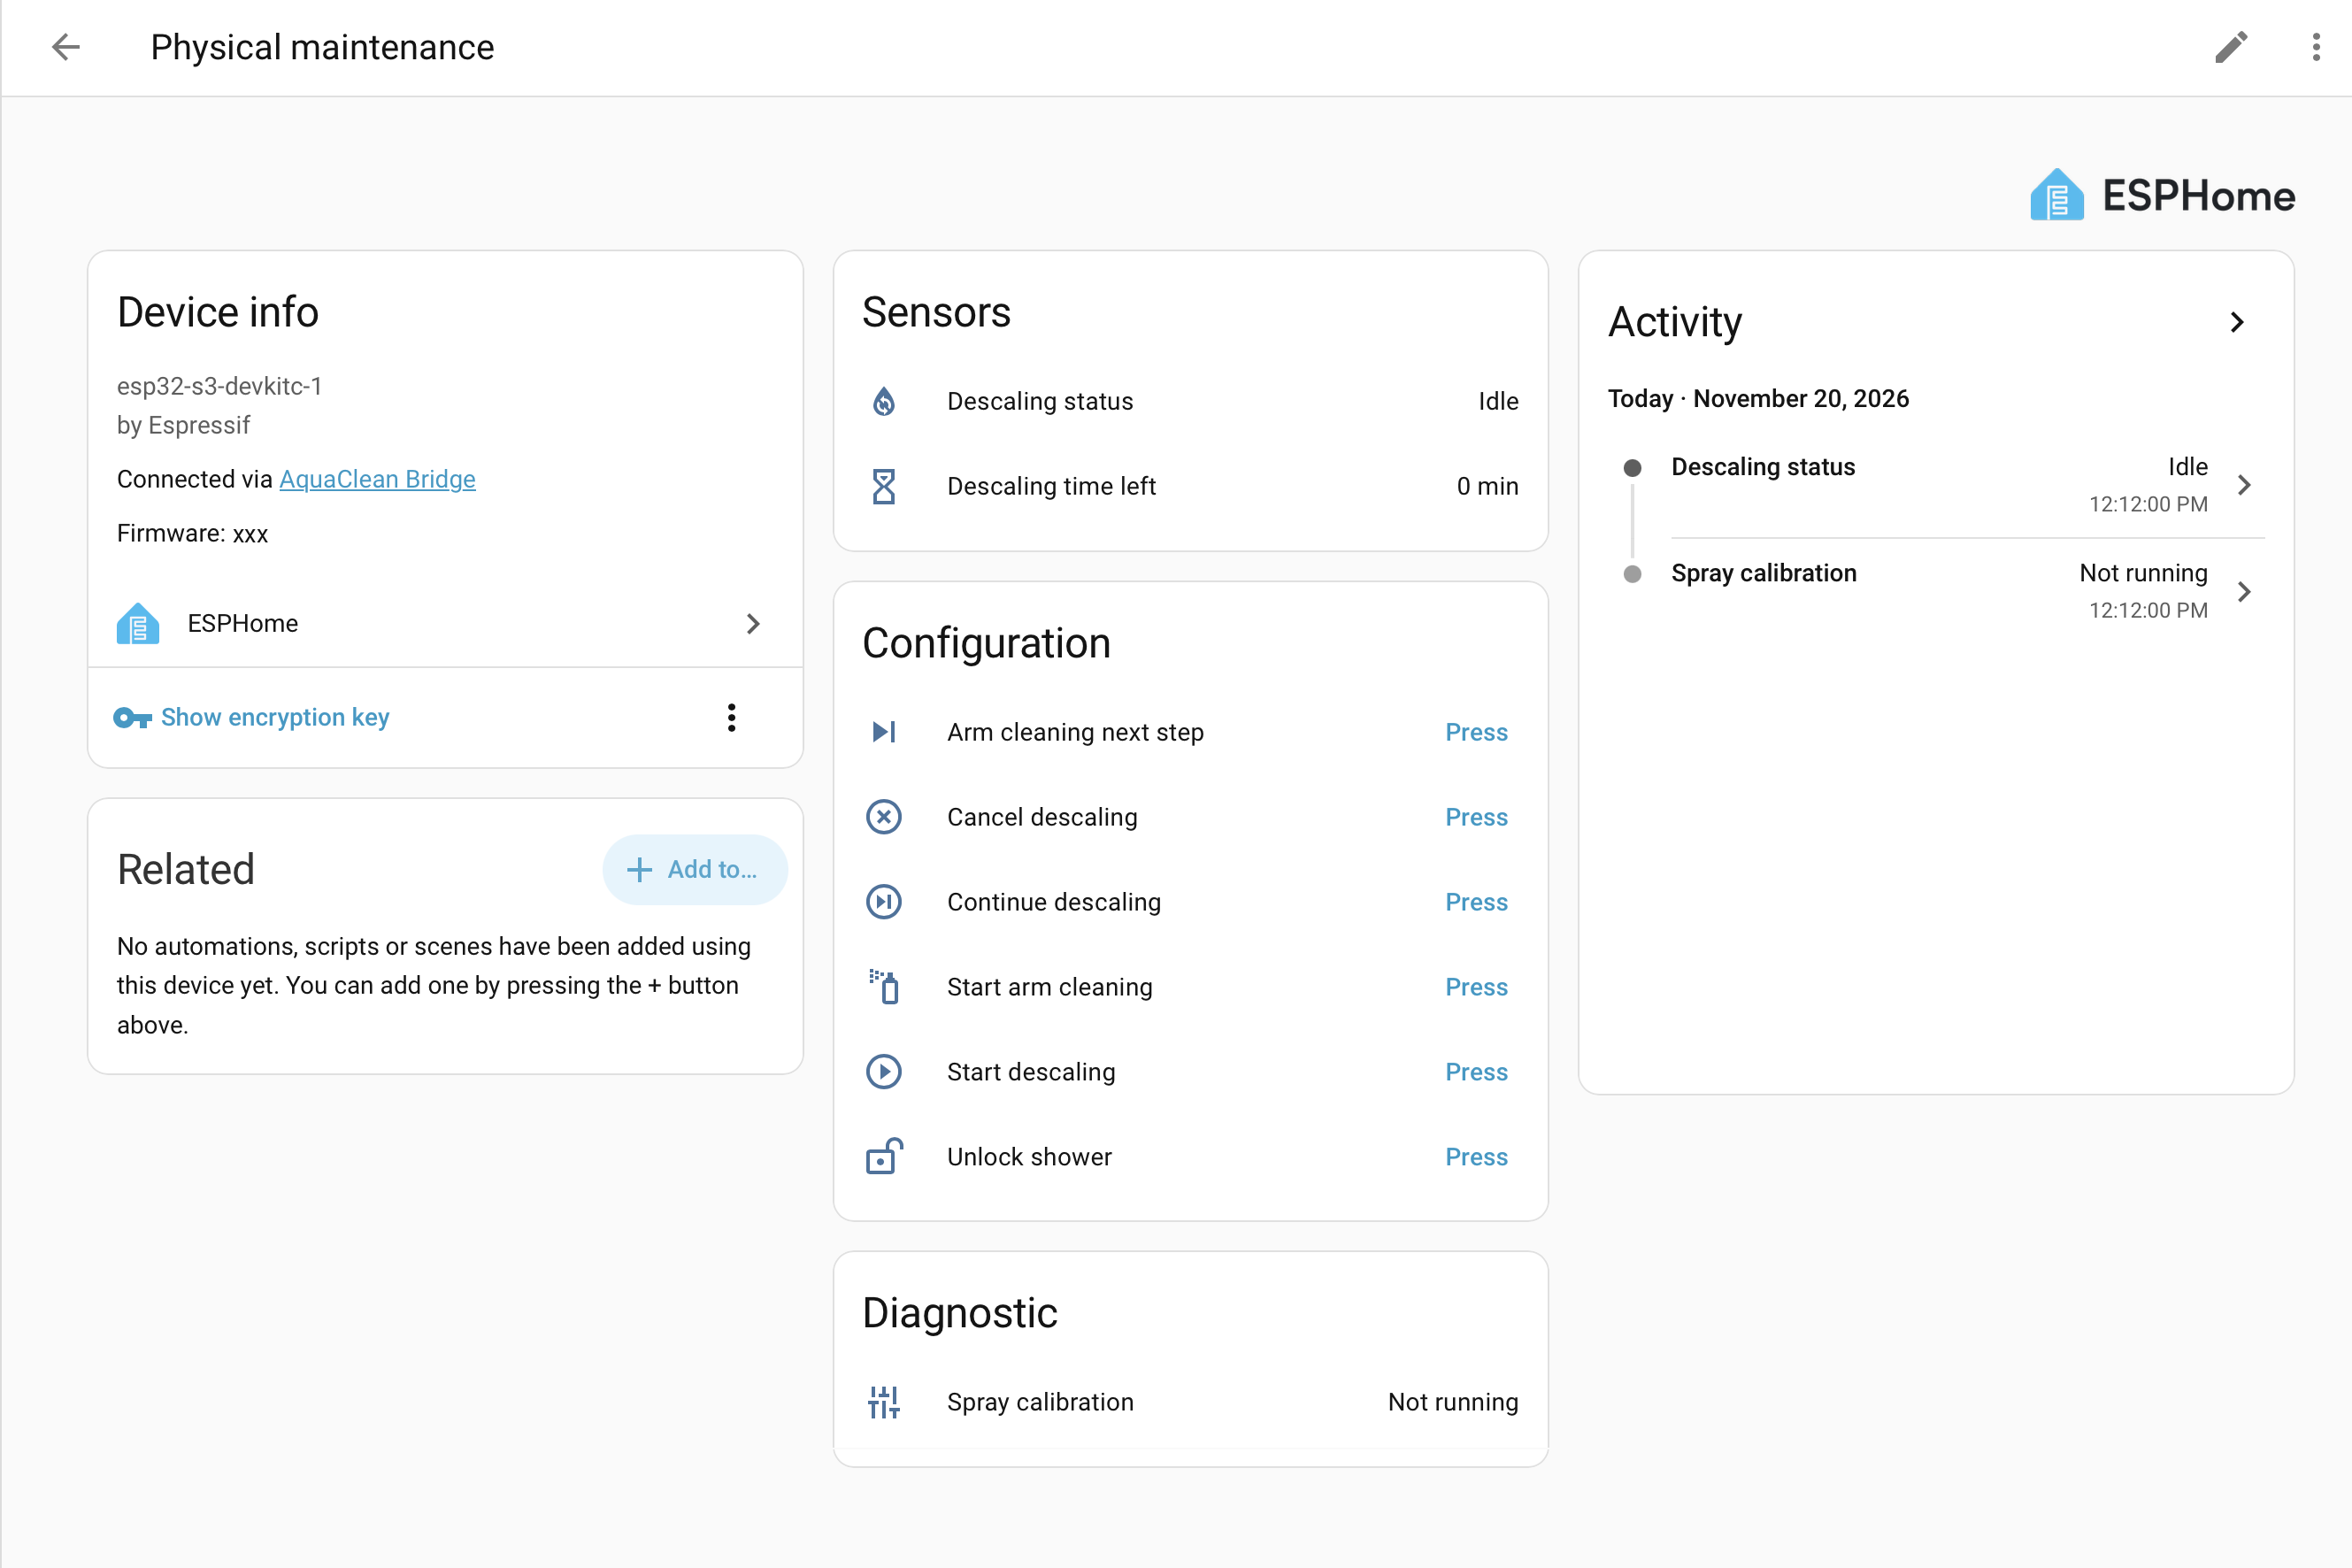 Physical maintenance
ESPHome
Device info
esp32-s3-devkitc-1
by Espressif
Connected via AquaClean Bridge
Firmware: xxx
ESPHome
Show encryption key
Related
Add to...
No automations, scripts or scenes have been added using
this device yet. You can add one by pressing the + button
above.
Sensors
Descaling status Idle
Descaling time left 0 min
Configuration
Arm cleaning next step Press
Cancel descaling Press
Continue descaling Press
Start arm cleaning Press
Start descaling Press
Unlock shower Press
Diagnostic
Spray calibration Not running
Activity
Today · November 20, 2026
Descaling status Idle
12:12:00 PM
Spray calibration Not running
12:12:00 PM